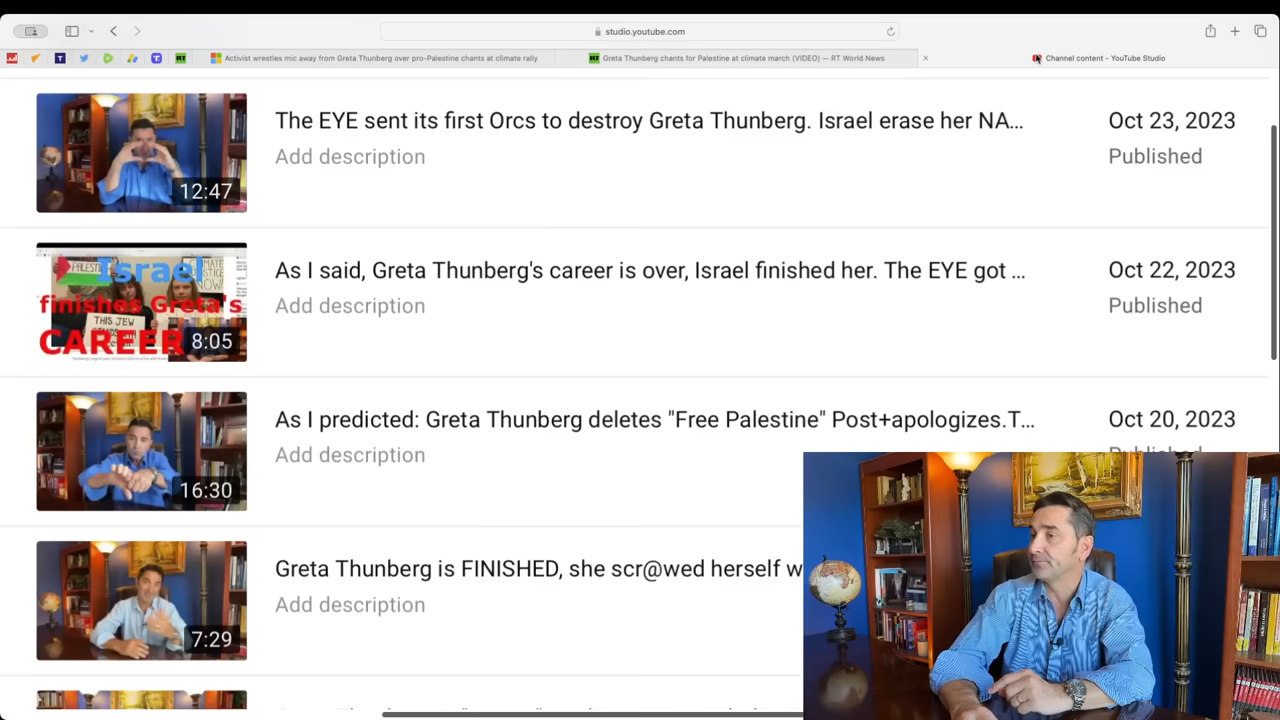 studio.youtube.com
Activist wrestles mic away from Greta Thunberg over pro-Palestine chants at climate rally
RT Greta Thunberg chants for Palestine at climate march (VIDEO) — RT World News
Channel content - YouTube Studio
The EYE sent its first Orcs to destroy Greta Thunberg. Israel erase her NA...
Oct 23, 2023
Add description
Published
12:47
As I said, Greta Thunberg's career is over, Israel finished her. The EYE got ...
Oct 22, 2023
Add description
Published
Israel
finishes Greta's
CAREER
THIS JEW
8:05
As I predicted: Greta Thunberg deletes "Free Palestine" Post+apologizes.T...
Oct 20, 2023
Add description
16:30
Greta Thunberg is FINISHED, she scr@wed herself w
Add description
7:29